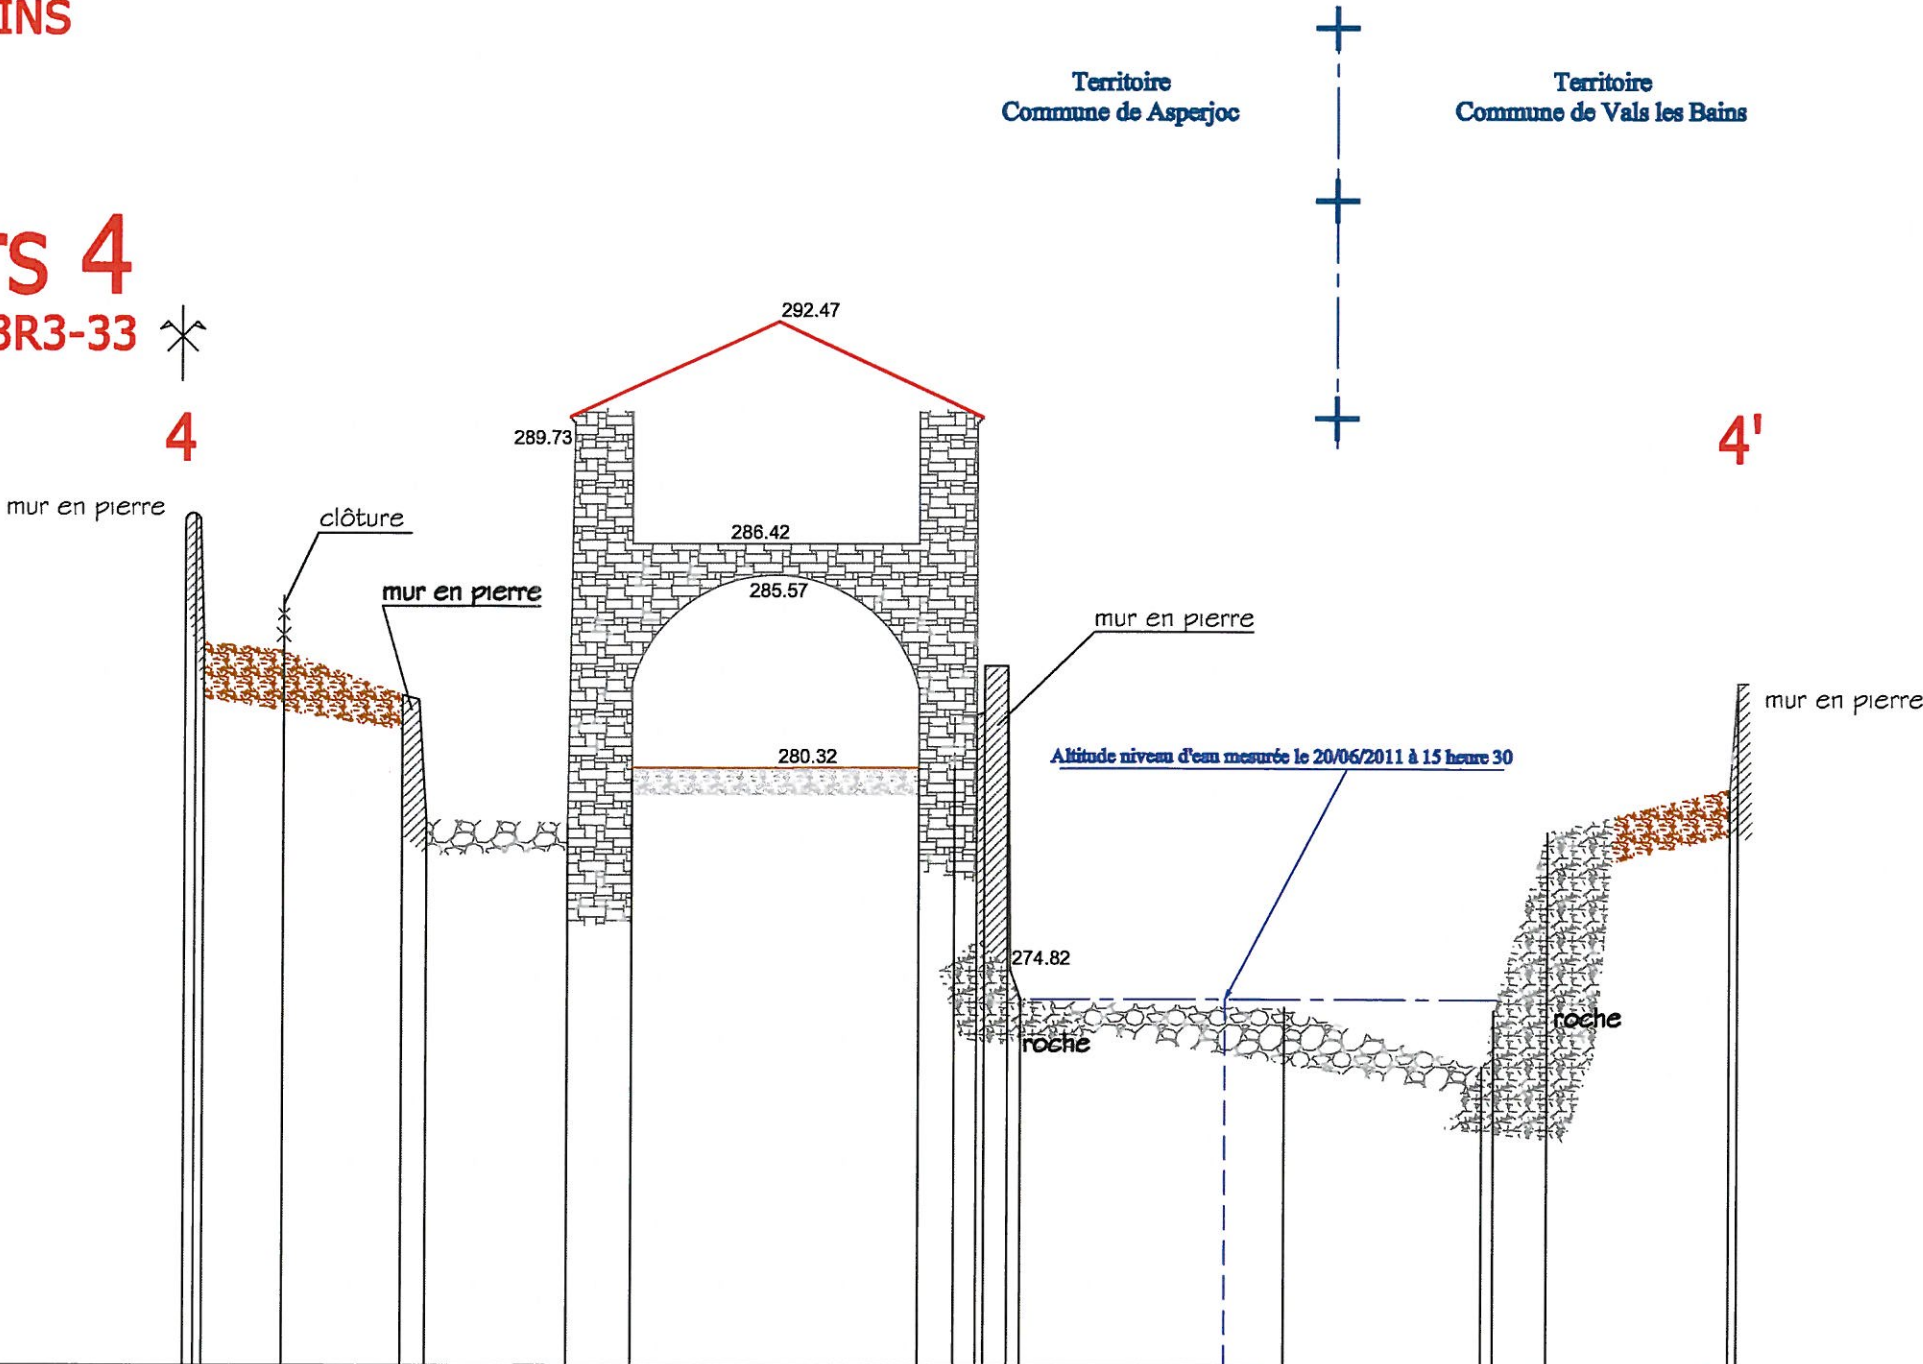 INS
Territoire
Commune de Asperjoc
Territoire
Commune de Vals les Bains
rs 4
3R3-33
292.47
4
289.73
4'
mur en pierre
clôture
286.42
mur en pierre
285.57
mur en pierre
mur en pierre
280.32
Altitude niveau d'eau mesurée le 20/06/2011 à 15 heure 30
274.82
roche
roche